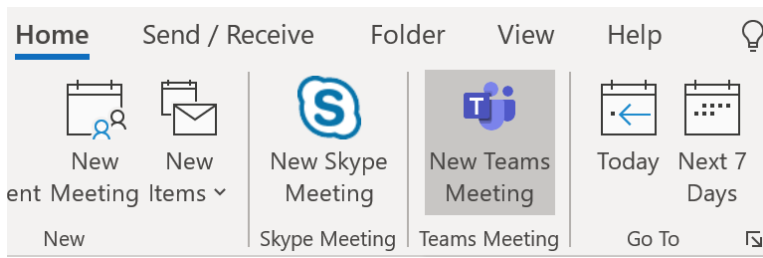 Home Send / Receive Folder View Help
New New New Skype New Teams Today Next 7
ent Meeting Items Meeting Meeting Days
New Skype Meeting Teams Meeting Go To